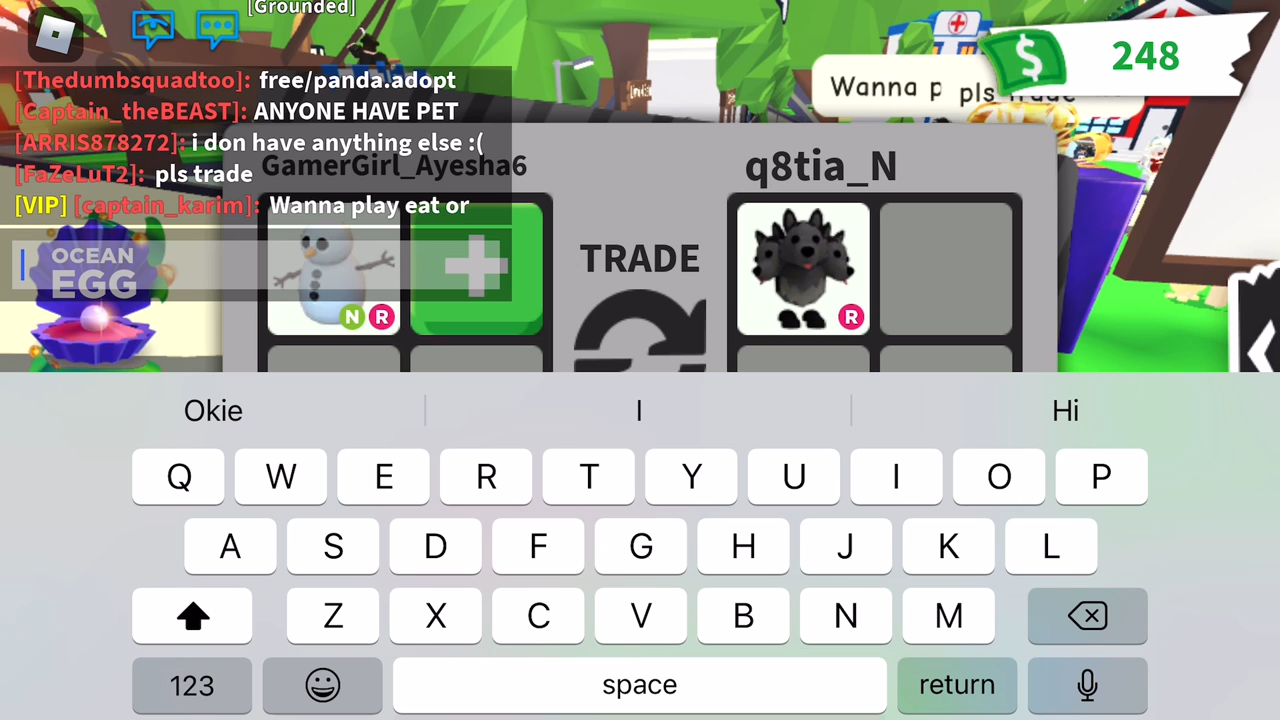 [Grounded]
248
[Thedumbsquadtoo]: free/panda.adopt
[Captain_theBEAST]: ANYONE HAVE PET
[ARRIS878272]: i don have anything else :(
[FaZeLuT2]: pls trade
[VIP] [captain_karim]: Wanna play eat or
Wanna p
pls trade
GamerGirl_Ayesha6
q8tia_N
OCEAN
EGG
TRADE
N R
R
Okie I Hi
Q W E R T Y U I O P
A S D F G H J K L
Z X C V B N M
123 space return